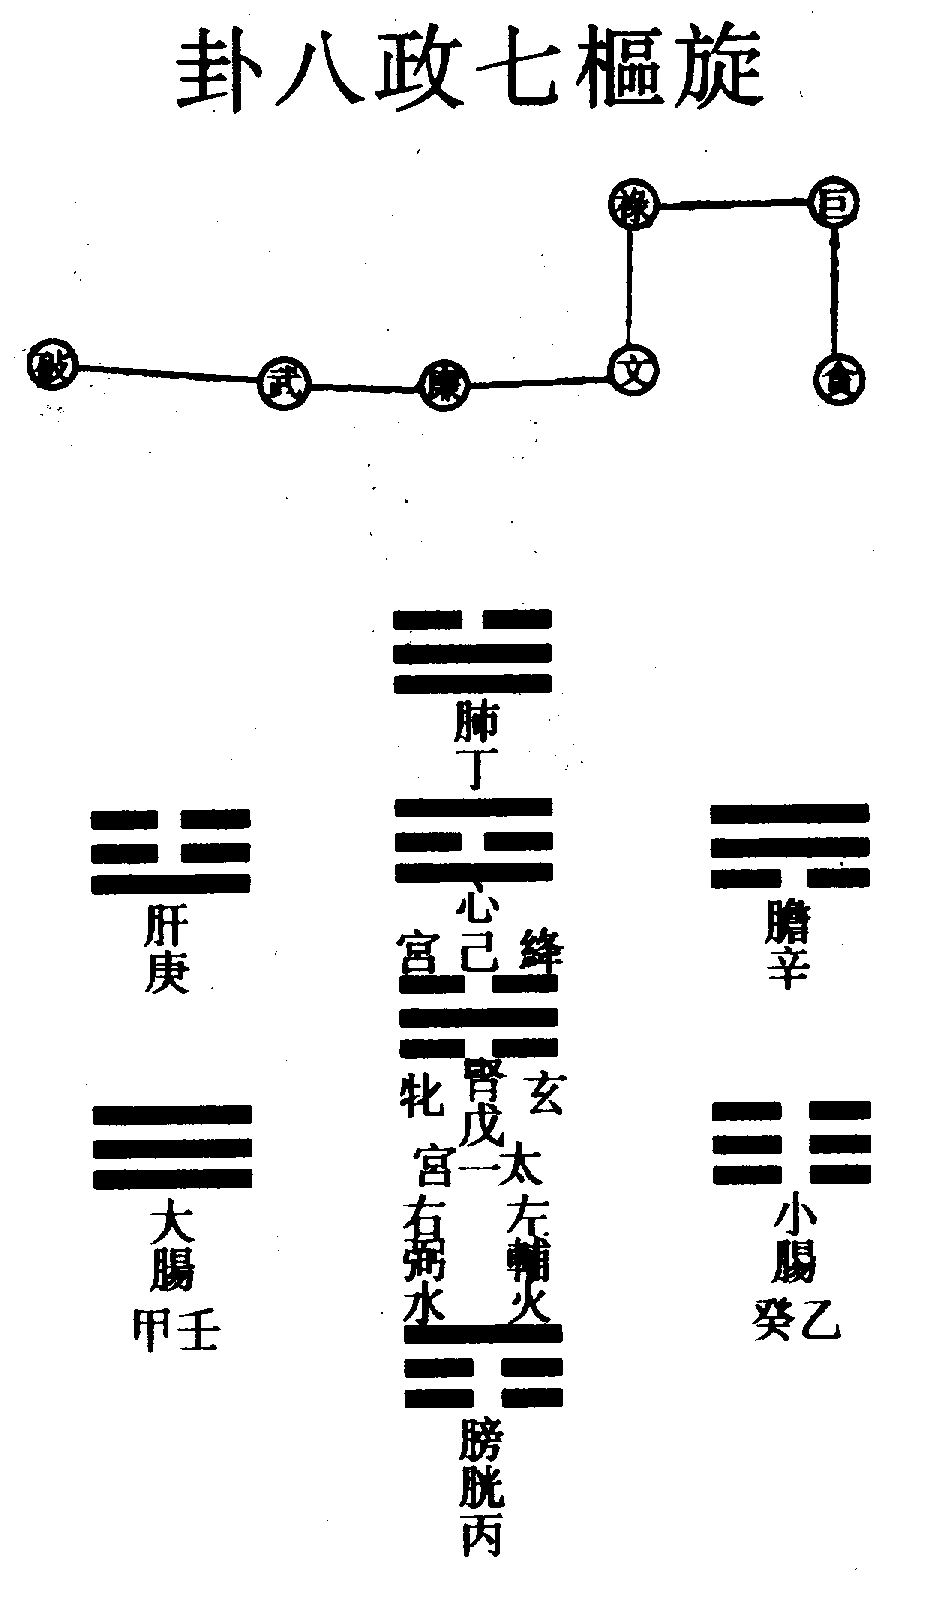 旋樞七政八卦
巨
祿
貪
文
廉
武
破
肺丁
膽辛
心己
肝庚
絳宮
腎戊
玄牝
太一宮
左輔火
右弼水
小腸
乙癸
大腸
壬甲
膀胱丙